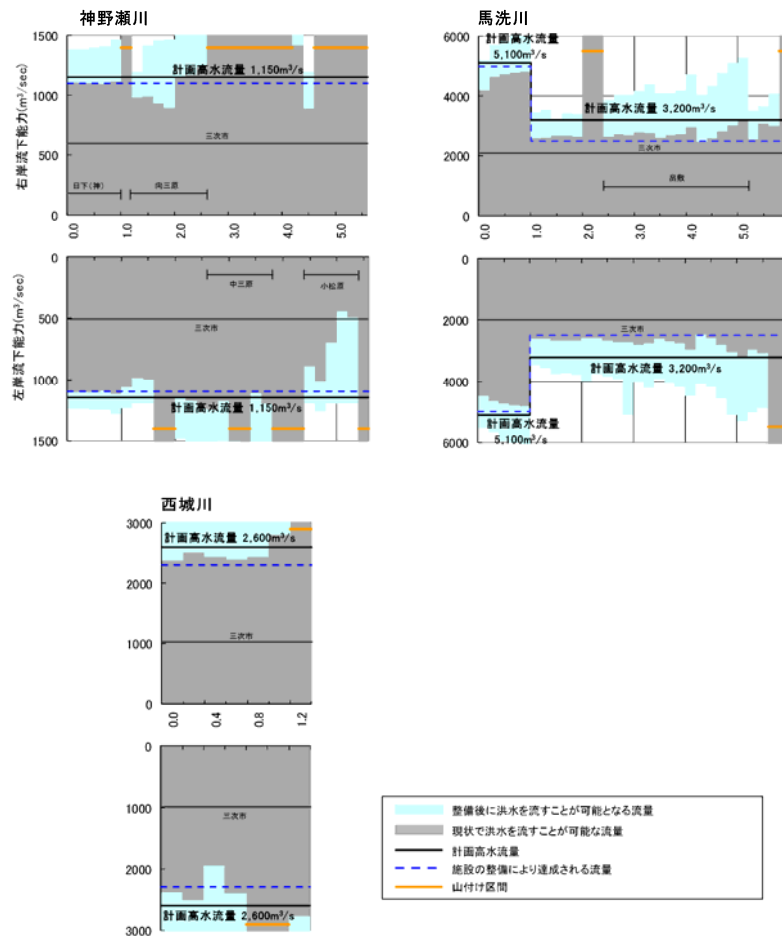 神野瀬川
右岸流下能力(m³/sec)
1500
1000
500
0
計画高水流量 1,150m³/s
三次市
日下(神)
向三原
0.0
1.0
2.0
3.0
4.0
5.0
左岸流下能力(m³/sec)
0
500
1000
1500
中三原
小松原
三次市
計画高水流量 1,150m³/s
馬洗川
6000
4000
2000
0
計画高水流量
5,100m³/s
計画高水流量 3,200m³/s
三次市
畠敷
0.0
1.0
2.0
3.0
4.0
5.0
0
2000
4000
6000
三次市
計画高水流量 3,200m³/s
計画高水流量
5,100m³/s
西城川
3000
2000
1000
0
計画高水流量 2,600m³/s
三次市
0.0
0.4
0.8
1.2
0
1000
2000
3000
三次市
計画高水流量 2,600m³/s
整備後に洪水を流すことが可能となる流量
現状で洪水を流すことが可能な流量
計画高水流量
施設の整備により達成される流量
山付け区間